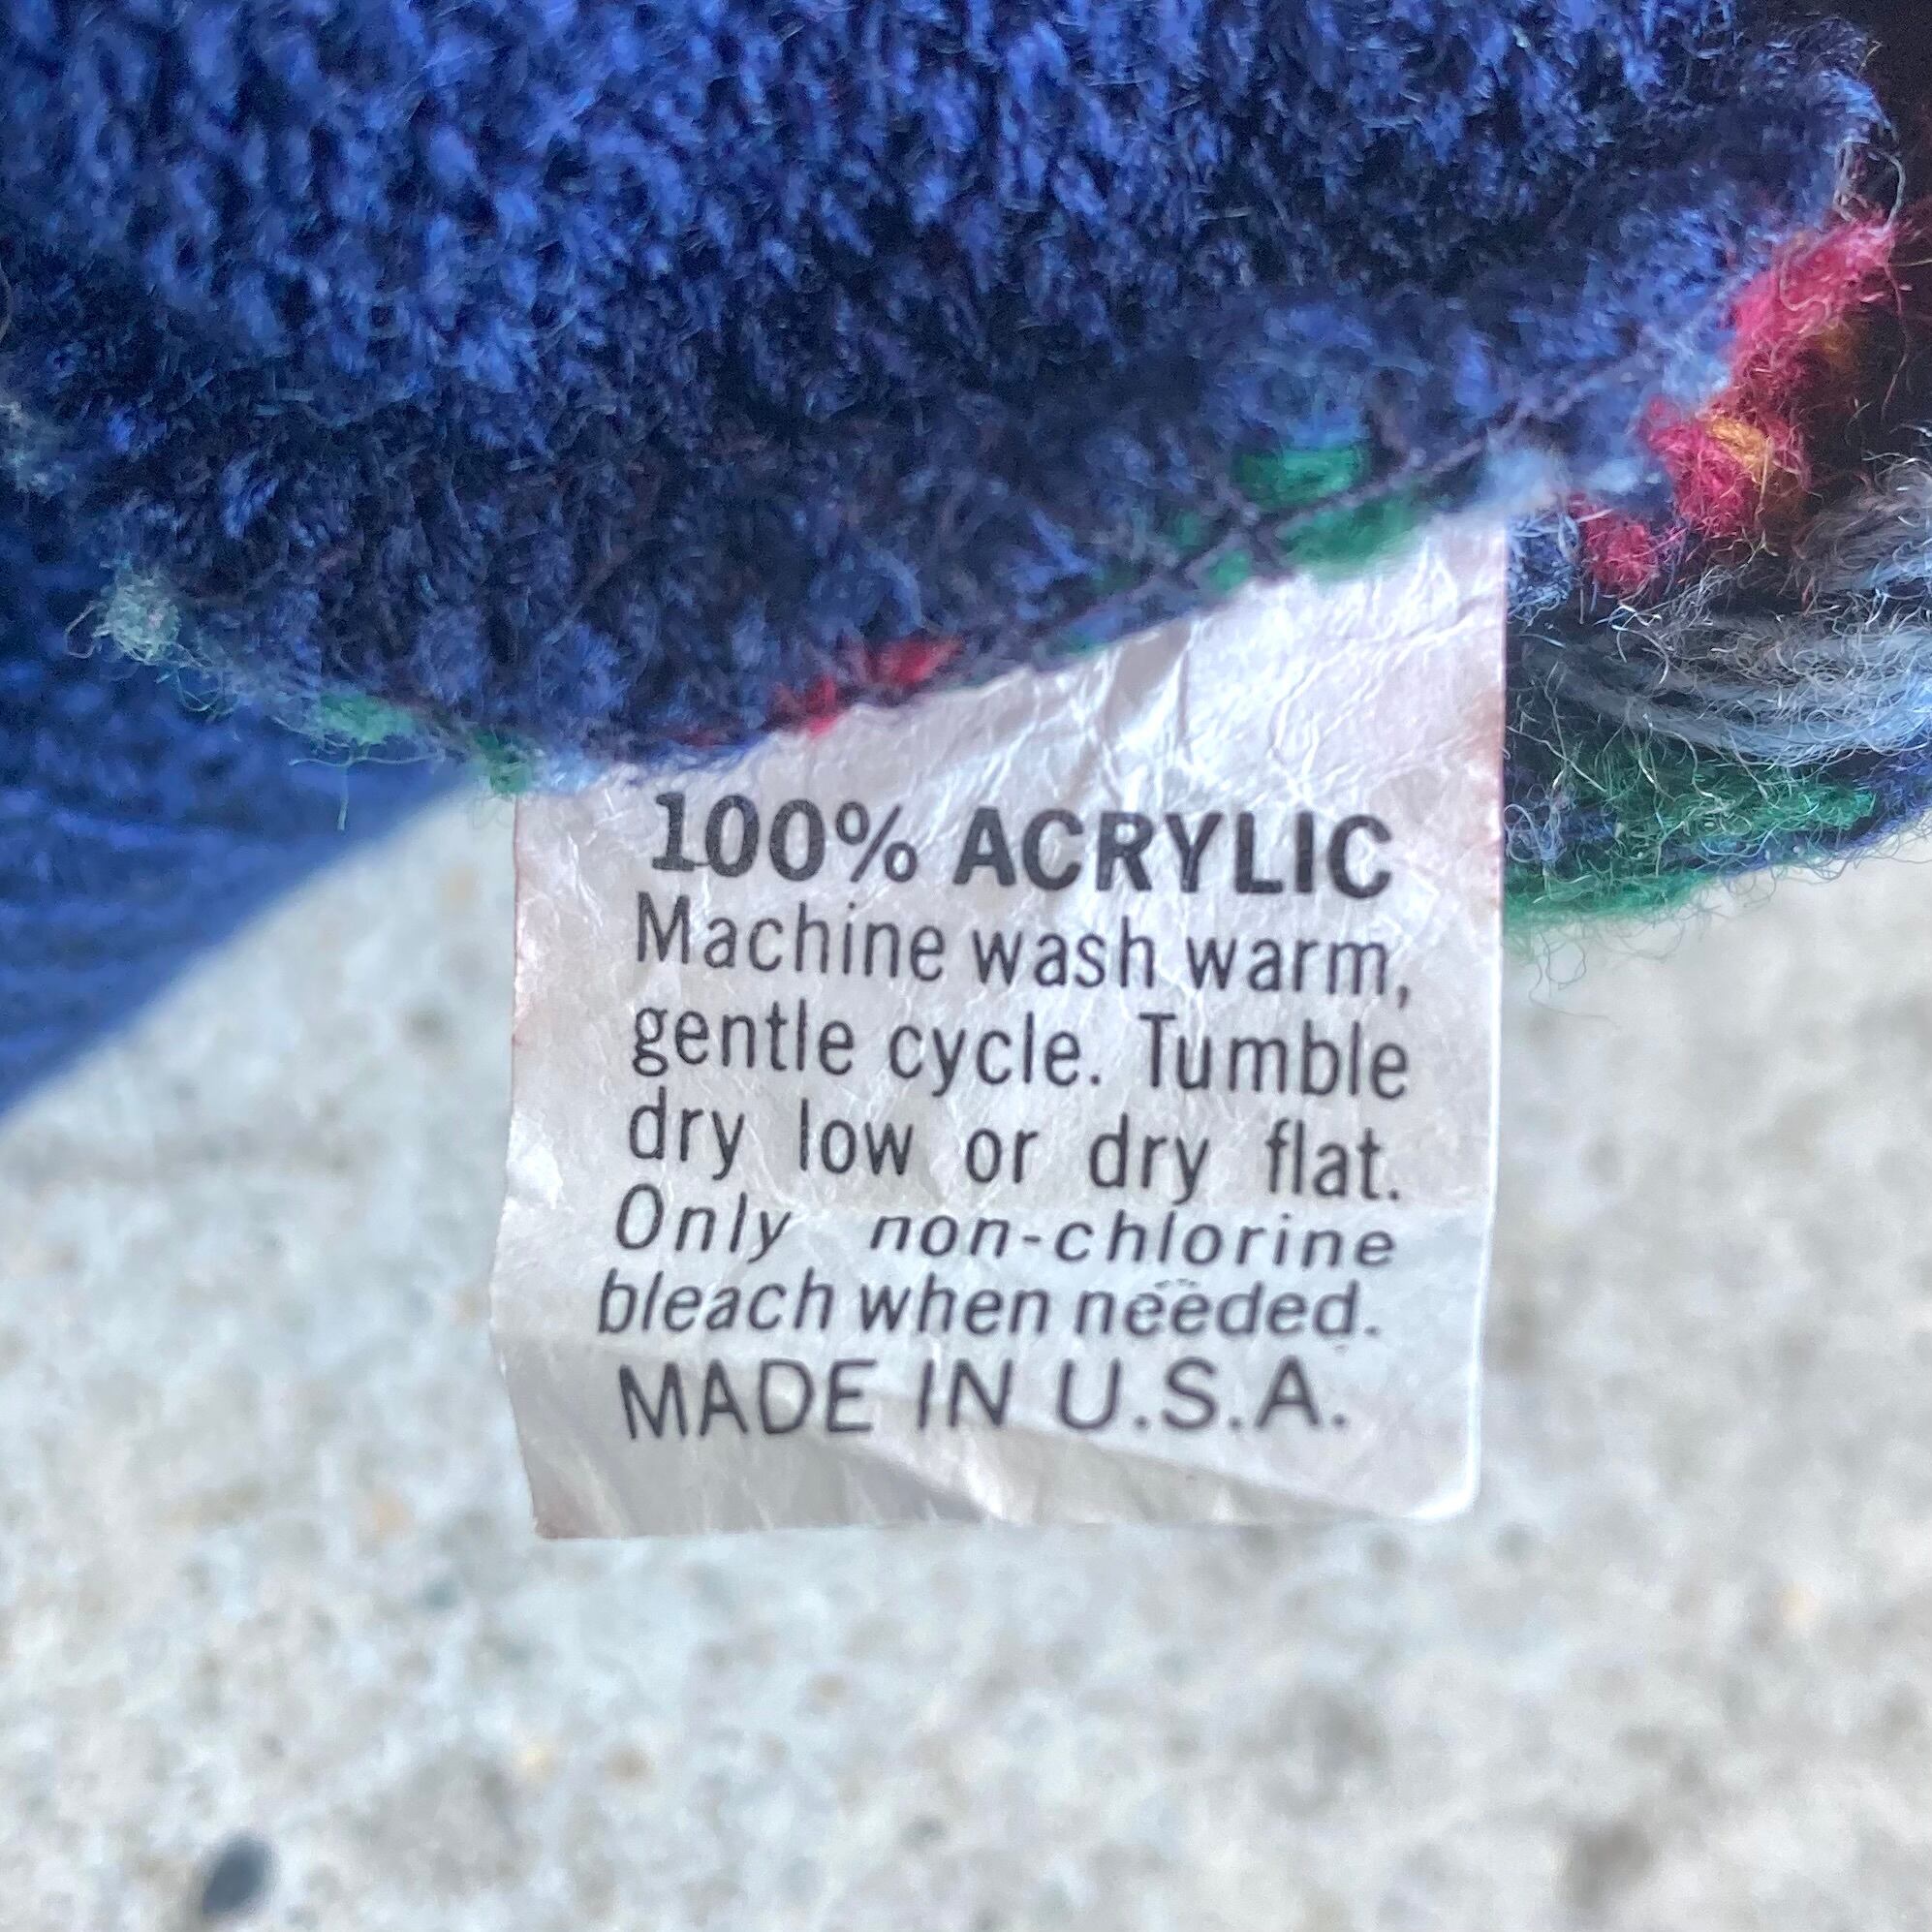 100% ACRYLIC
Machine wash warm,
gentle cycle. Tumble
dry low or dry flat.
Only non-chlorine
bleach when needed.
MADE IN U.S.A.